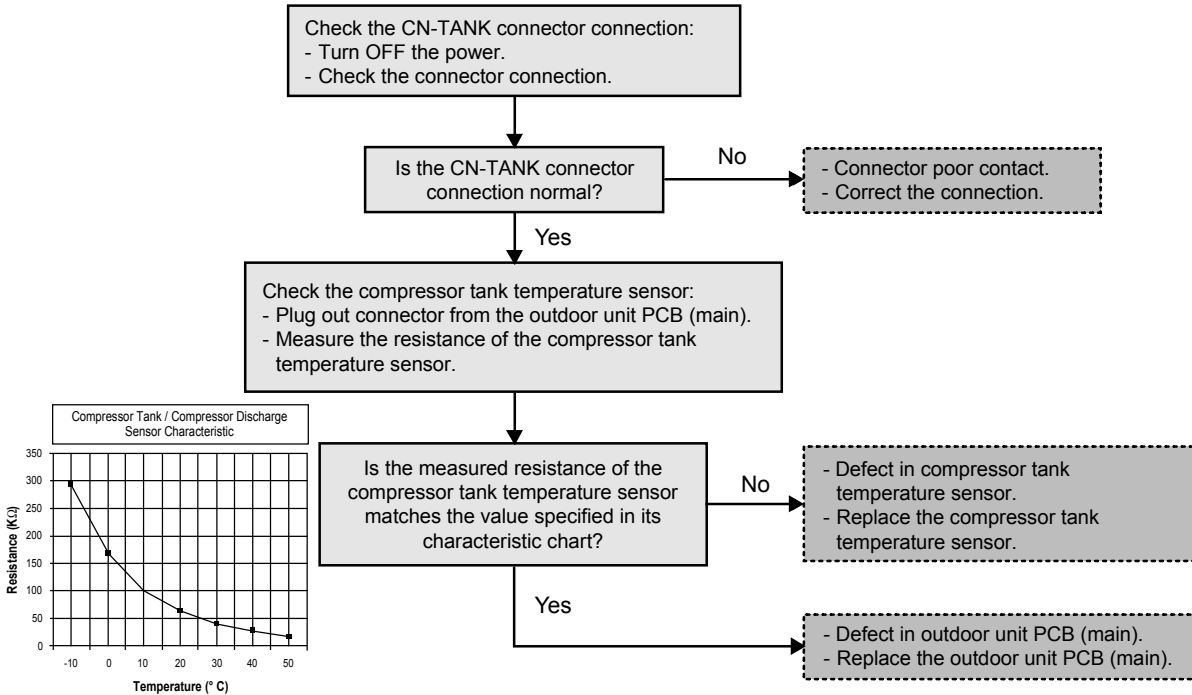 Check the CN-TANK connector connection:
- Turn OFF the power.
- Check the connector connection.
Is the CN-TANK connector
connection normal?
No
- Connector poor contact.
- Correct the connection.
Yes
Check the compressor tank temperature sensor:
- Plug out connector from the outdoor unit PCB (main).
- Measure the resistance of the compressor tank
temperature sensor.
Compressor Tank / Compressor Discharge
Sensor Characteristic
Resistance (KΩ)
350
300
250
200
150
100
50
0
-10 0 10 20 30 40 50
Temperature (° C)
Is the measured resistance of the
compressor tank temperature sensor
matches the value specified in its
characteristic chart?
No
- Defect in compressor tank
temperature sensor.
- Replace the compressor tank
temperature sensor.
Yes
- Defect in outdoor unit PCB (main).
- Replace the outdoor unit PCB (main).